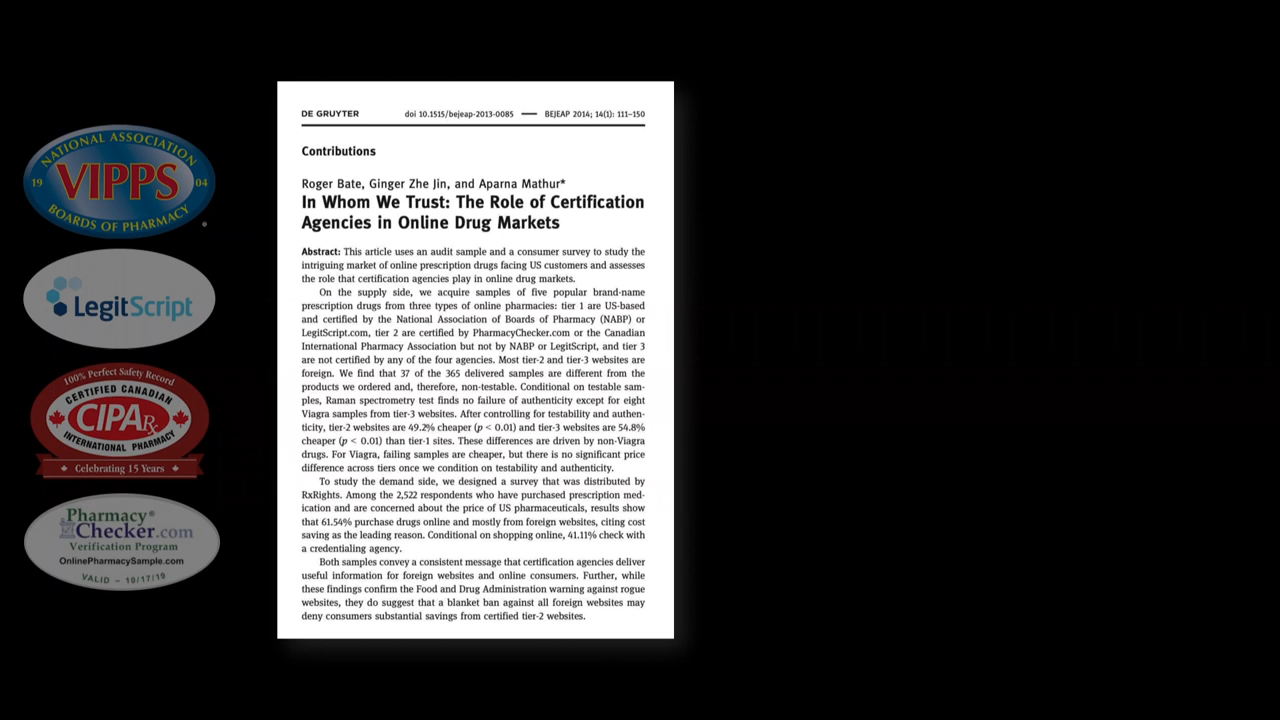 NATIONAL ASSOCIATION
19 VIPPS 04
BOARDS OF PHARMACY
®
LegitScript
100% Perfect Safety Record
CERTIFIED CANADIAN
CIPARx
INTERNATIONAL PHARMACY
Celebrating 15 Years
Pharmacy®
Checker.com
Verification Program
OnlinePharmacySample.com
VALID – 10/17/19
DE GRUYTER doi 10.1515/bejeap-2013-0085 — BEJEAP 2014; 14(1): 111–150
Contributions
Roger Bate, Ginger Zhe Jin, and Aparna Mathur*
In Whom We Trust: The Role of Certification
Agencies in Online Drug Markets
Abstract: This article uses an audit sample and a consumer survey to study the
intriguing market of online prescription drugs facing US customers and assesses
the role that certification agencies play in online drug markets.
On the supply side, we acquire samples of five popular brand-name
prescription drugs from three types of online pharmacies: tier 1 are US-based
and certified by the National Association of Boards of Pharmacy (NABP) or
LegitScript.com, tier 2 are certified by PharmacyChecker.com or the Canadian
International Pharmacy Association but not by NABP or LegitScript, and tier 3
are not certified by any of the four agencies. Most tier-2 and tier-3 websites are
foreign. We find that 37 of the 365 delivered samples are different from the
products we ordered and, therefore, non-testable. Conditional on testable sam-
ples, Raman spectrometry test finds no failure of authenticity except for eight
Viagra samples from tier-3 websites. After controlling for testability and authen-
ticity, tier-2 websites are 49.2% cheaper (p < 0.01) and tier-3 websites are 54.8%
cheaper (p < 0.01) than tier-1 sites. These differences are driven by non-Viagra
drugs. For Viagra, failing samples are cheaper, but there is no significant price
difference across tiers once we condition on testability and authenticity.
To study the demand side, we designed a survey that was distributed by
RxRights. Among the 2,522 respondents who have purchased prescription med-
ication and are concerned about the price of US pharmaceuticals, results show
that 61.54% purchase drugs online and mostly from foreign websites, citing cost
saving as the leading reason. Conditional on shopping online, 41.11% check with
a credentialing agency.
Both samples convey a consistent message that certification agencies deliver
useful information for foreign websites and online consumers. Further, while
these findings confirm the Food and Drug Administration warning against rogue
websites, they do suggest that a blanket ban against all foreign websites may
deny consumers substantial savings from certified tier-2 websites.